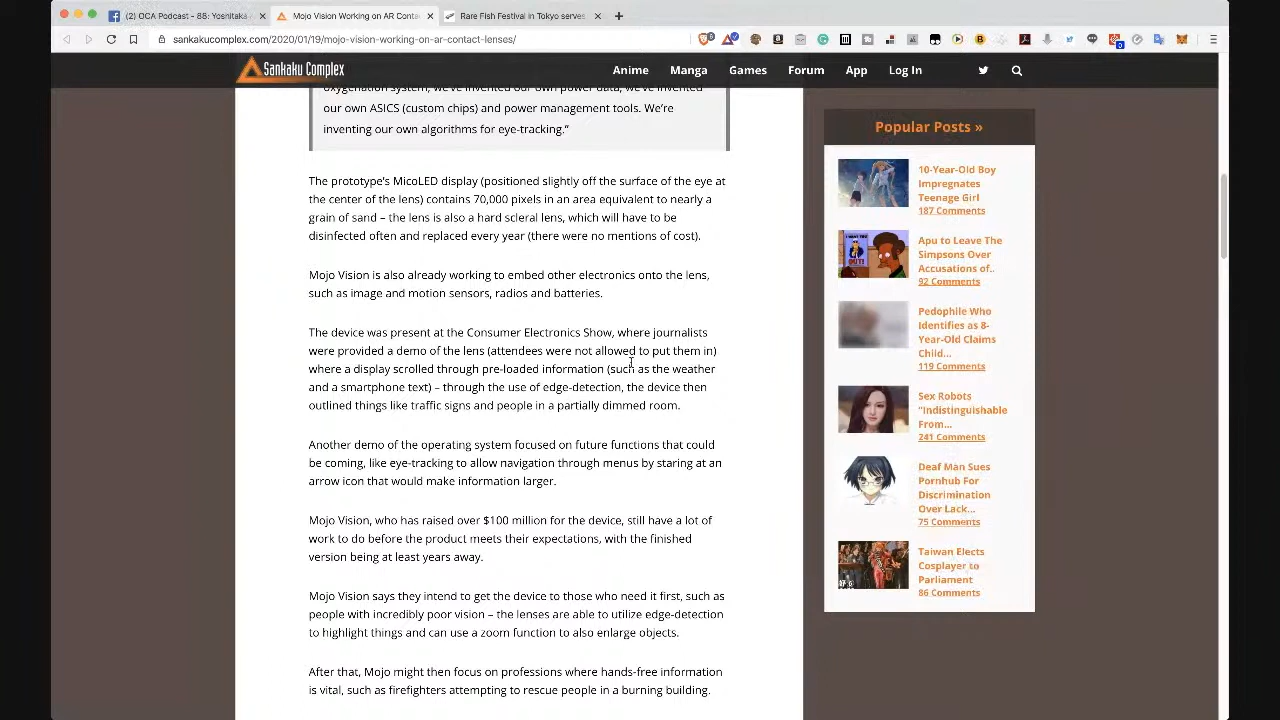 (2) OCA Podcast - 88: Yoshitaka
Mojo Vision Working on AR Conta
Rare Fish Festival in Tokyo serves
sankakucomplex.com/2020/01/19/mojo-vision-working-on-ar-contact-lenses/
Sankaku Complex
Anime
Manga
Games
Forum
App
Log In
oxygenation system, we've invented our own power data, we've invented
our own ASICS (custom chips) and power management tools. We're
inventing our own algorithms for eye-tracking."
The prototype's MicoLED display (positioned slightly off the surface of the eye at
the center of the lens) contains 70,000 pixels in an area equivalent to nearly a
grain of sand – the lens is also a hard scleral lens, which will have to be
disinfected often and replaced every year (there were no mentions of cost).
Mojo Vision is also already working to embed other electronics onto the lens,
such as image and motion sensors, radios and batteries.
The device was present at the Consumer Electronics Show, where journalists
were provided a demo of the lens (attendees were not allowed to put them in)
where a display scrolled through pre-loaded information (such as the weather
and a smartphone text) – through the use of edge-detection, the device then
outlined things like traffic signs and people in a partially dimmed room.
Another demo of the operating system focused on future functions that could
be coming, like eye-tracking to allow navigation through menus by staring at an
arrow icon that would make information larger.
Mojo Vision, who has raised over $100 million for the device, still have a lot of
work to do before the product meets their expectations, with the finished
version being at least years away.
Mojo Vision says they intend to get the device to those who need it first, such as
people with incredibly poor vision – the lenses are able to utilize edge-detection
to highlight things and can use a zoom function to also enlarge objects.
After that, Mojo might then focus on professions where hands-free information
is vital, such as firefighters attempting to rescue people in a burning building.
Popular Posts »
10-Year-Old Boy
Impregnates
Teenage Girl
187 Comments
Apu to Leave The
Simpsons Over
Accusations of..
92 Comments
Pedophile Who
Identifies as 8-
Year-Old Claims
Child...
119 Comments
Sex Robots
"Indistinguishable
From...
241 Comments
Deaf Man Sues
Pornhub For
Discrimination
Over Lack...
75 Comments
Taiwan Elects
Cosplayer to
Parliament
86 Comments